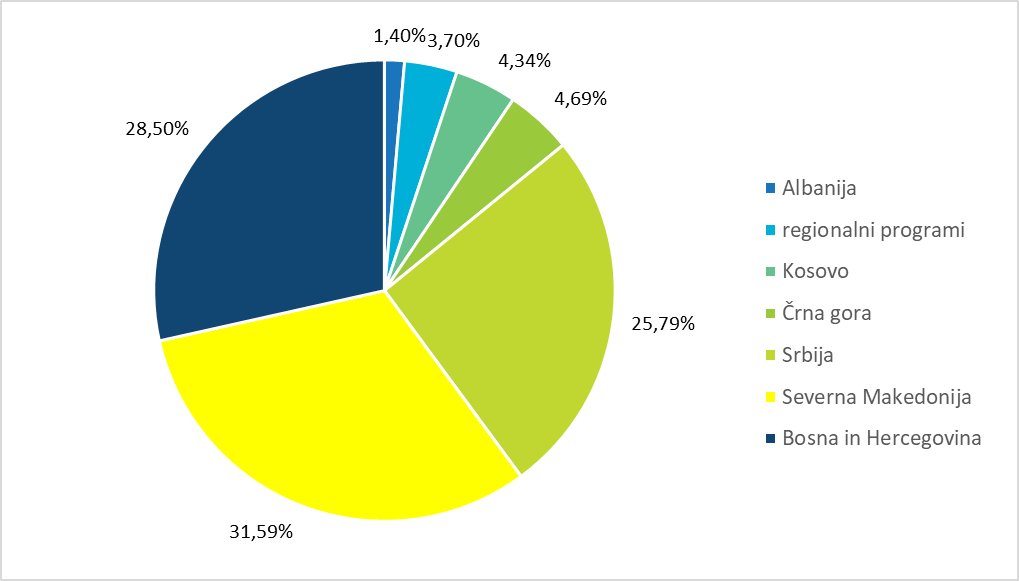 1,40%
3,70%
4,34%
4,69%
28,50%
25,79%
31,59%
Albanija
regionalni programi
Kosovo
Črna gora
Srbija
Severna Makedonija
Bosna in Hercegovina